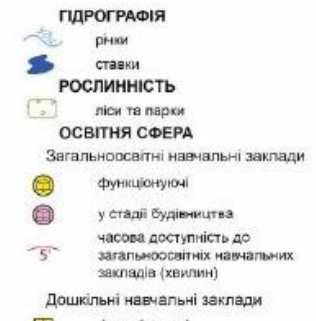 ГІДРОГРАФІЯ
річки
ставки
РОСЛИННІСТЬ
ліси та парки
ОСВІТНЯ СФЕРА
Загальноосвітні навчальні заклади
функціонуючі
у стадії будівництва
часова доступність до
5' загальноосвітніх навчальних
закладів (хвилин)
Дошкільні навчальні заклади